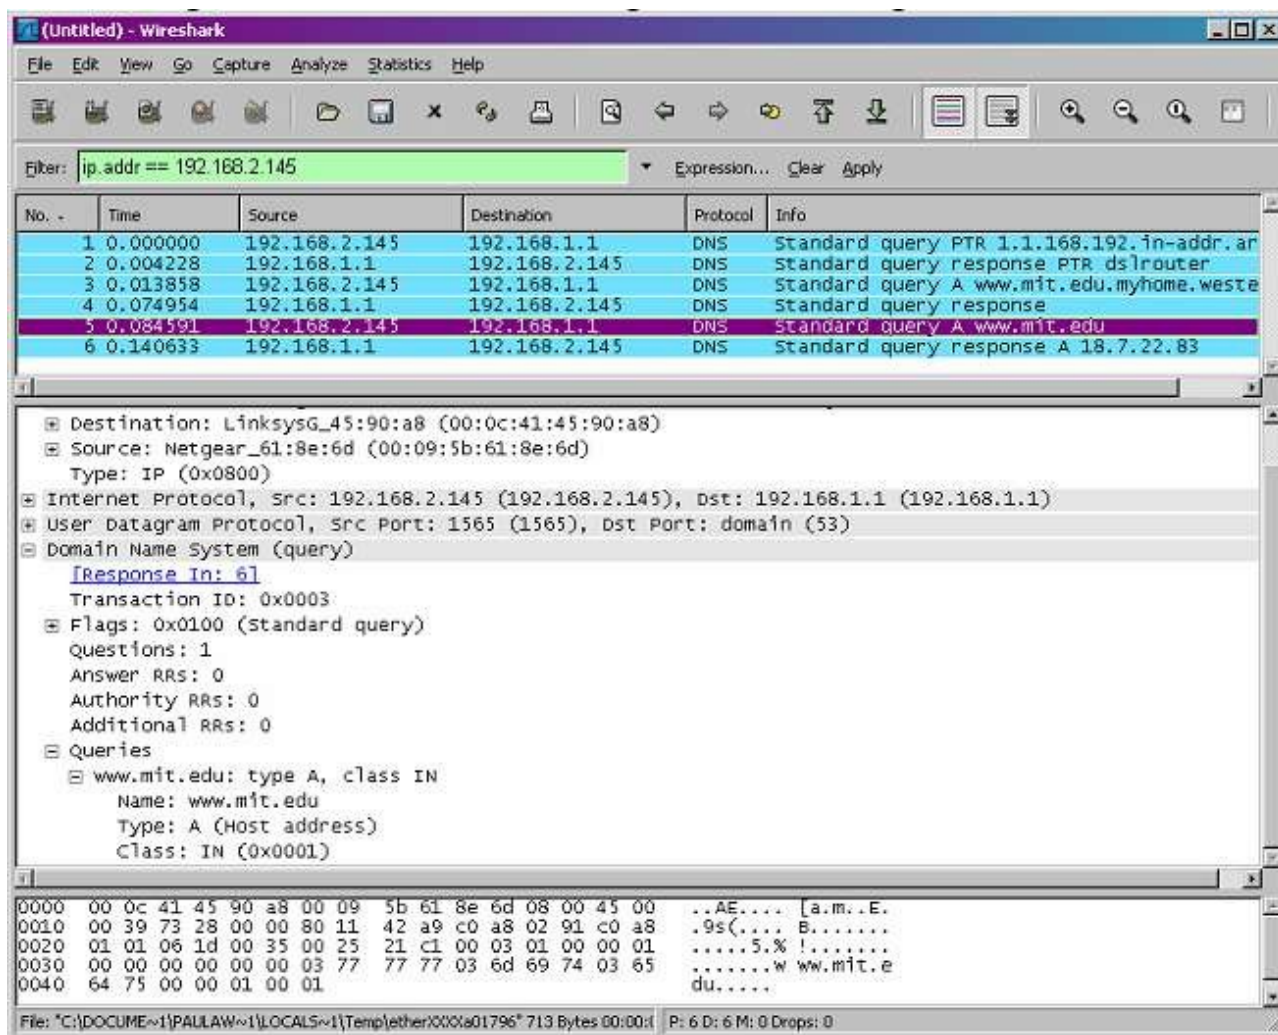 (Untitled) - Wireshark
File Edit View Go Capture Analyze Statistics Help
Filter: ip.addr == 192.168.2.145 Expression... Clear Apply
No. - Time Source Destination Protocol Info
1 0.000000 192.168.2.145 192.168.1.1 DNS Standard query PTR 1.1.168.192.in-addr.ar
2 0.004228 192.168.1.1 192.168.2.145 DNS Standard query response PTR dslrouter
3 0.013858 192.168.2.145 192.168.1.1 DNS Standard query A www.mit.edu.myhome.weste
4 0.074954 192.168.1.1 192.168.2.145 DNS Standard query response
5 0.084591 192.168.2.145 192.168.1.1 DNS Standard query A www.mit.edu
6 0.140633 192.168.1.1 192.168.2.145 DNS Standard query response A 18.7.22.83
Destination: LinksysG_45:90:a8 (00:0c:41:45:90:a8)
Source: Netgear_61:8e:6d (00:09:5b:61:8e:6d)
Type: IP (0x0800)
Internet Protocol, Src: 192.168.2.145 (192.168.2.145), Dst: 192.168.1.1 (192.168.1.1)
User Datagram Protocol, Src Port: 1565 (1565), Dst Port: domain (53)
Domain Name System (query)
[Response In: 6]
Transaction ID: 0x0003
Flags: 0x0100 (Standard query)
Questions: 1
Answer RRs: 0
Authority RRs: 0
Additional RRs: 0
Queries
www.mit.edu: type A, class IN
Name: www.mit.edu
Type: A (Host address)
Class: IN (0x0001)
0000 00 0c 41 45 90 a8 00 09 5b 61 8e 6d 08 00 45 00 ..AE.... [a.m..E.
0010 00 39 73 28 00 00 80 11 42 a9 c0 a8 02 91 c0 a8 .9s(.... B.......
0020 01 01 06 1d 00 35 00 25 21 c1 00 03 01 00 00 01 .....5.% !.......
0030 00 00 00 00 00 00 03 77 77 77 03 6d 69 74 03 65 .......w ww.mit.e
0040 64 75 00 00 01 00 01 du.....
File: "C:\DOCUME~1\PAULAW~1\LOCALS~1\Temp\etherXXXXa01796" 713 Bytes 00:00:( P: 6 D: 6 M: 0 Drops: 0